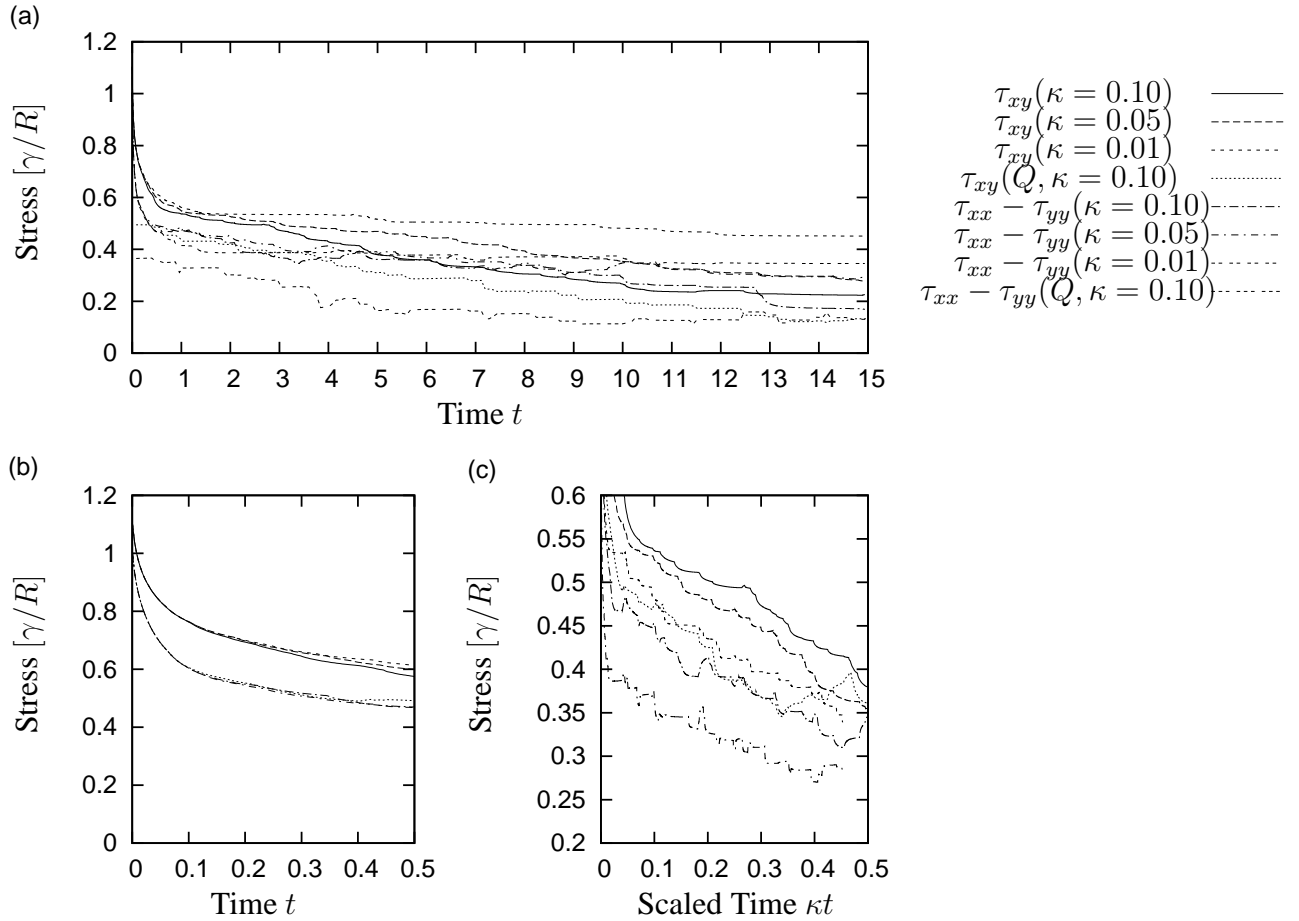 (a)
1.2
1
0.8
0.6
0.4
0.2
0
Stress [γ/R]
0 1 2 3 4 5 6 7 8 9 10 11 12 13 14 15
Time t
τxy(κ = 0.10)
τxy(κ = 0.05)
τxy(κ = 0.01)
τxy(Q, κ = 0.10)
τxx − τyy(κ = 0.10)
τxx − τyy(κ = 0.05)
τxx − τyy(κ = 0.01)
τxx − τyy(Q, κ = 0.10)
(b)
1.2
1
0.8
0.6
0.4
0.2
0
Stress [γ/R]
0 0.1 0.2 0.3 0.4 0.5
Time t
(c)
0.6
0.55
0.5
0.45
0.4
0.35
0.3
0.25
0.2
Stress [γ/R]
0 0.1 0.2 0.3 0.4 0.5
Scaled Time κt